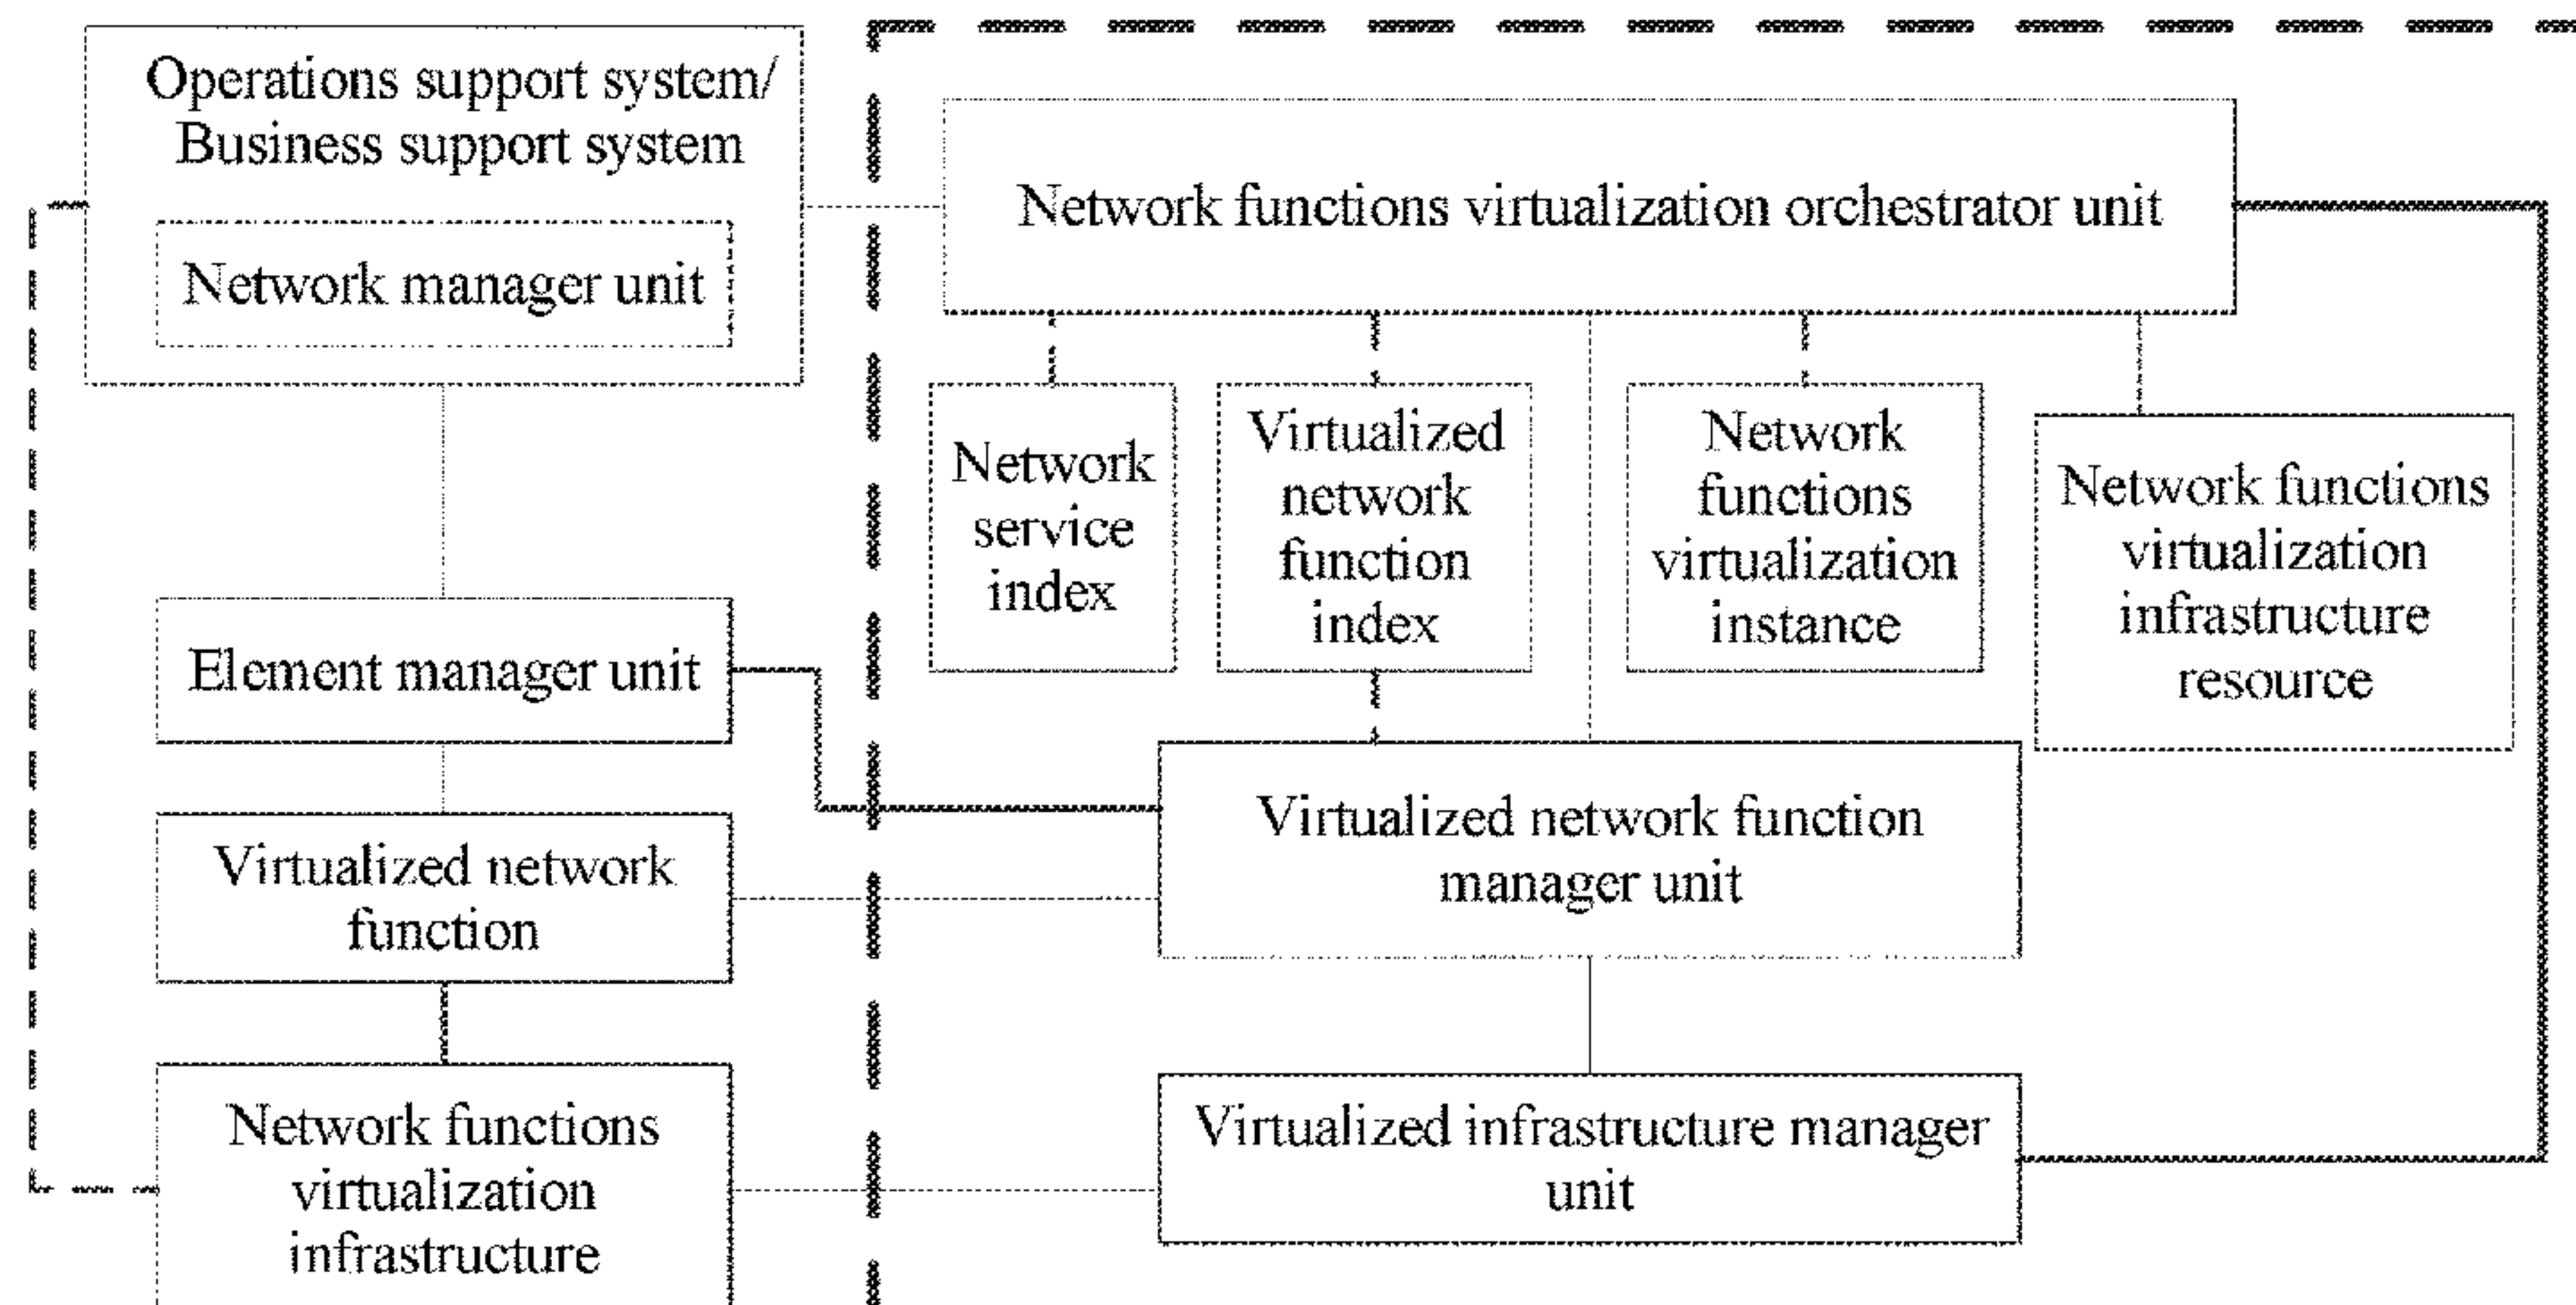 Operations support system/
Business support system
Network manager unit
Network functions virtualization orchestrator unit
Network
service
index
Virtualized
network
function
index
Network
functions
virtualization
instance
Network functions
virtualization
infrastructure
resource
Element manager unit
Virtualized network function
manager unit
Virtualized network
function
Network functions
virtualization
infrastructure
Virtualized infrastructure manager
unit